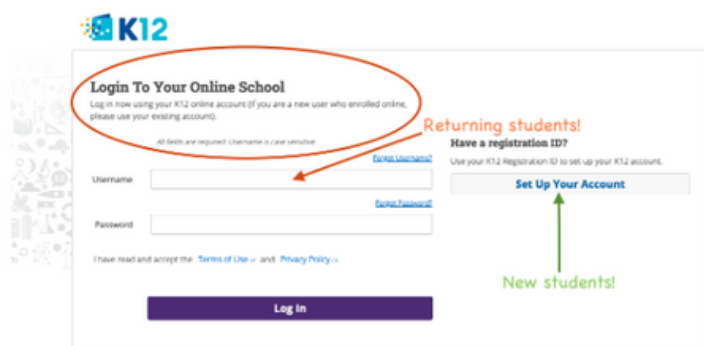 K12
Login To Your Online School
Log in now using your K12 online account (if you are a new user who enrolled online,
please use your existing account).
All fields are required. Username is case sensitive
Forgot Username?
Username
Forgot Password?
Password
I have read and accept the Terms of Use and Privacy Policy
Log In
Returning students!
Have a registration ID?
Use your K12 Registration ID to set up your K12 account.
Set Up Your Account
New students!